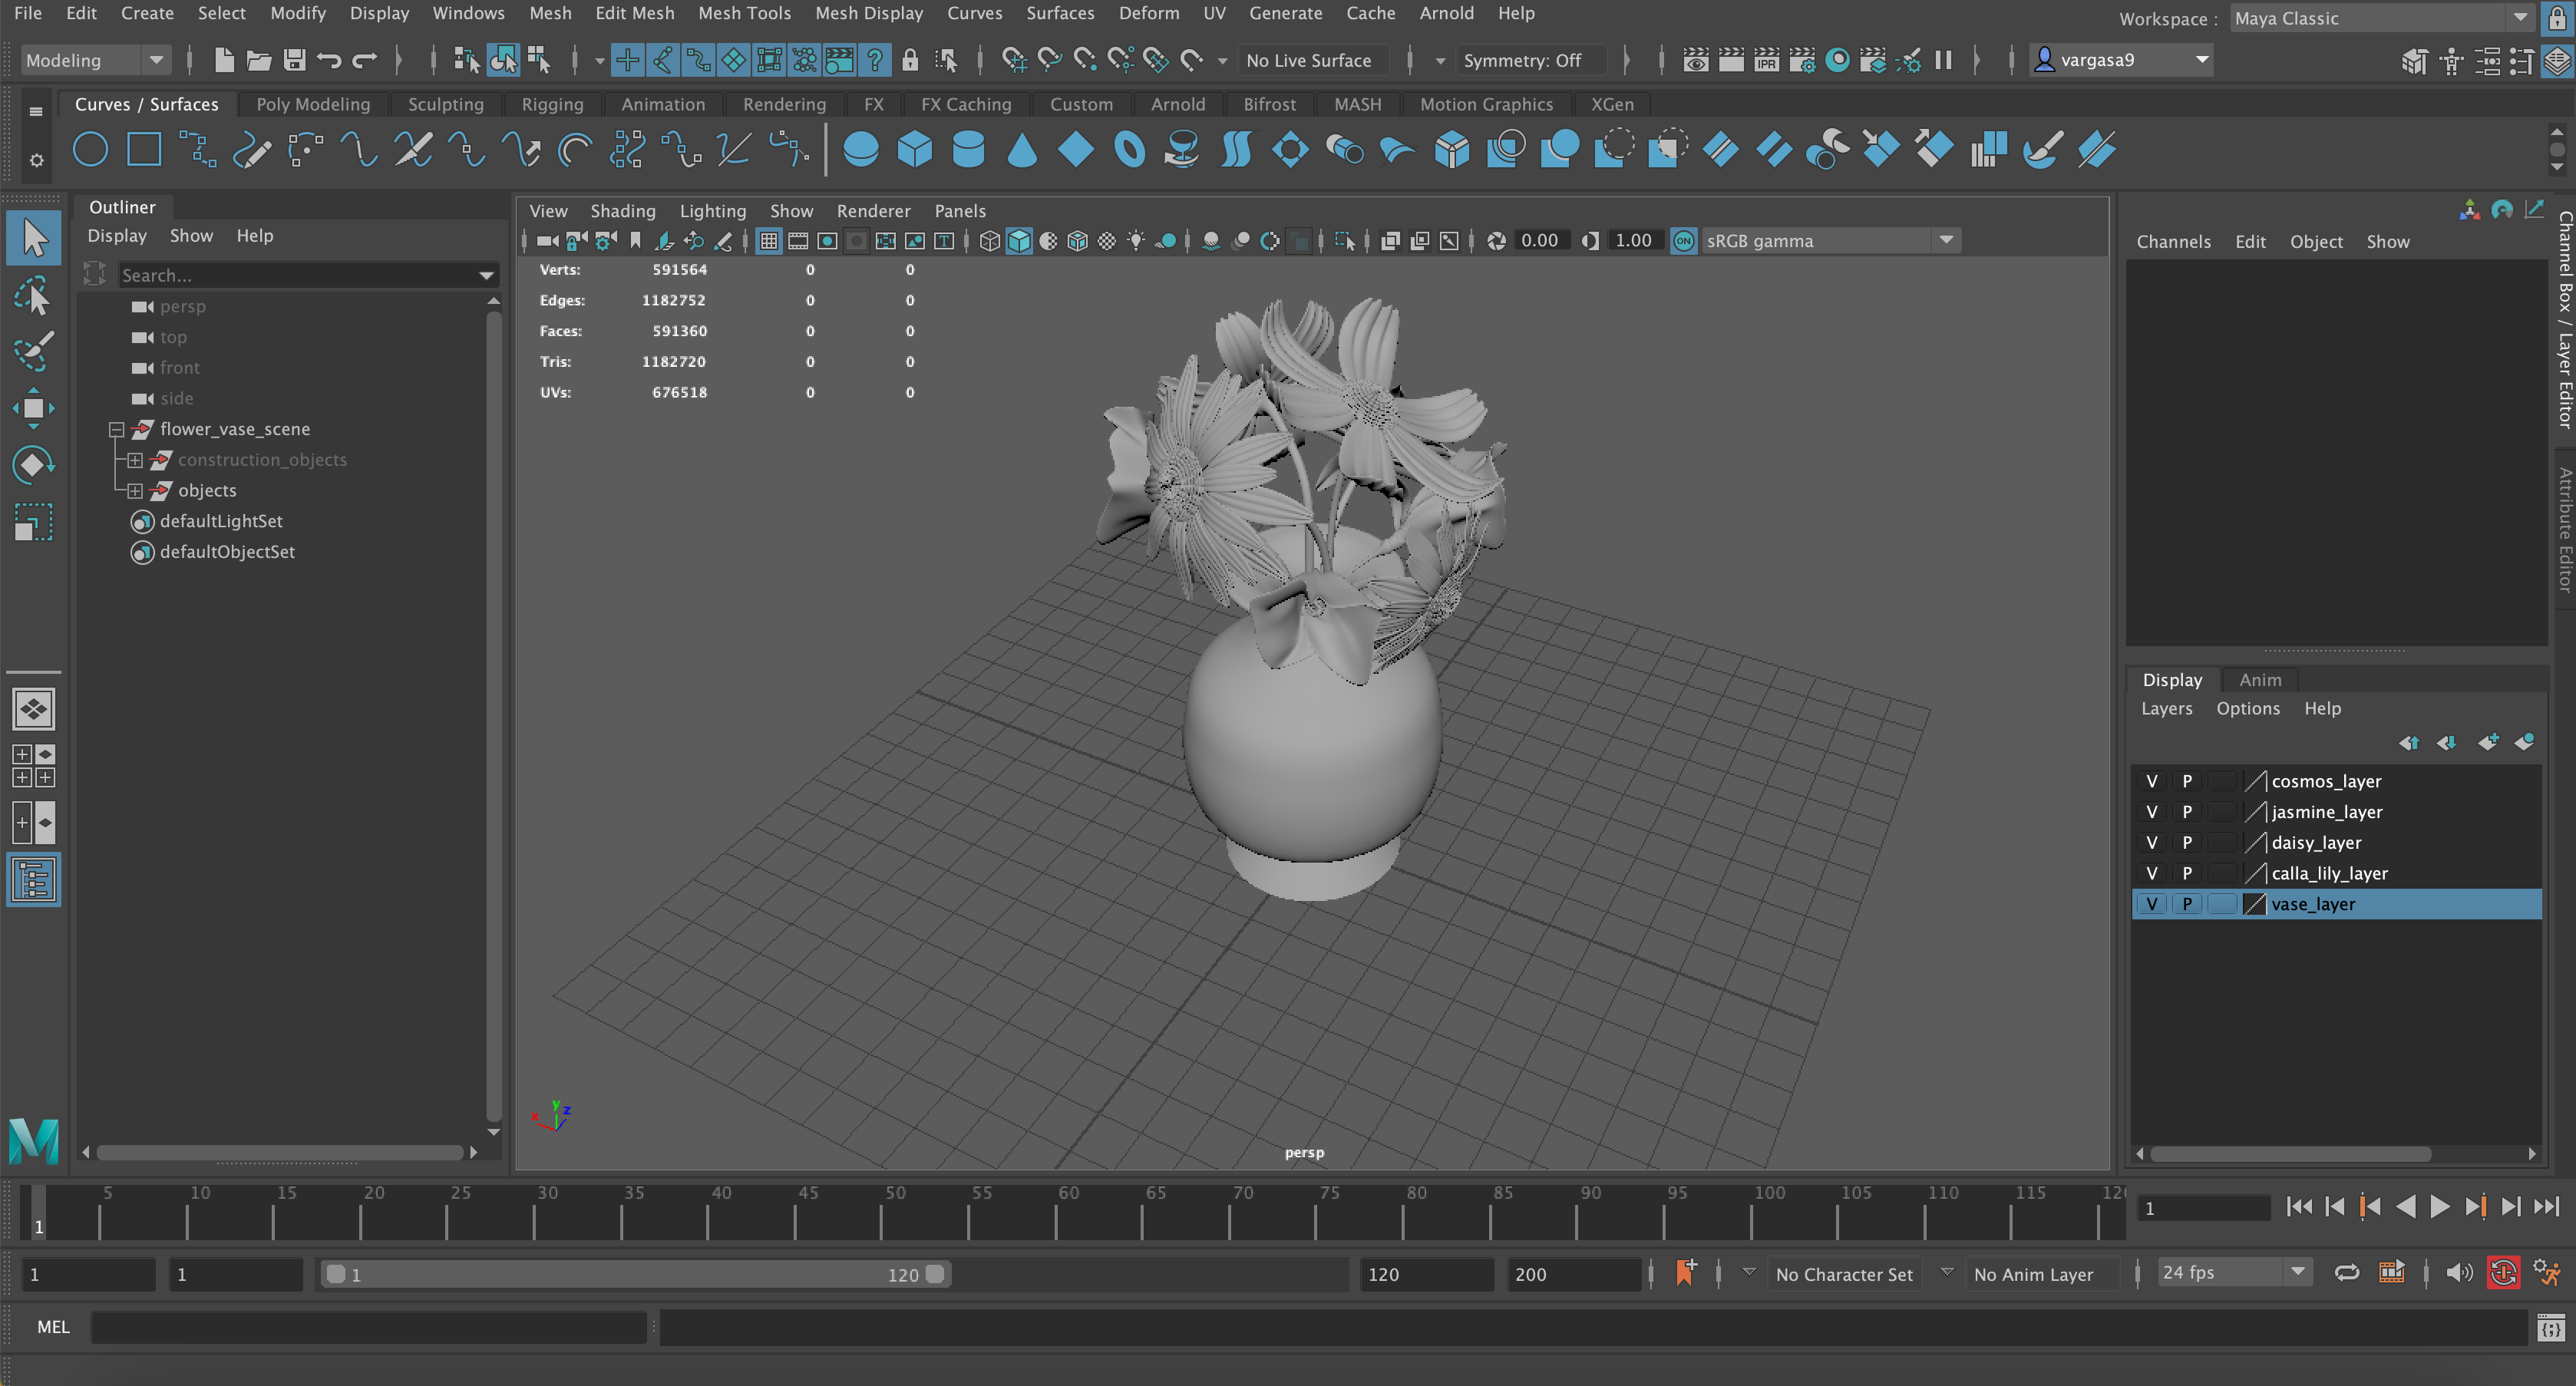 File Edit Create Select Modify Display Windows Mesh Edit Mesh Mesh Tools Mesh Display Curves Surfaces Deform UV Generate Cache Arnold Help
Workspace : Maya Classic
Modeling
IPR
No Live Surface
Symmetry: Off
vargasa9
Curves / Surfaces Poly Modeling Sculpting Rigging Animation Rendering FX FX Caching Custom Arnold Bifrost MASH Motion Graphics XGen
Outliner
Display Show Help
Search...
persp
top
front
side
flower_vase_scene
construction_objects
objects
defaultLightSet
defaultObjectSet
View Shading Lighting Show Renderer Panels
0.00
1.00
ON
sRGB gamma
Verts: 591564 0 0
Edges: 1182752 0 0
Faces: 591360 0 0
Tris: 1182720 0 0
UVs: 676518 0 0
x y z
persp
Channels Edit Object Show
Channel Box / Layer Editor
Attribute Editor
Display Anim
Layers Options Help
V P cosmos_layer
V P jasmine_layer
V P daisy_layer
V P calla_lily_layer
V P vase_layer
5 10 15 20 25 30 35 40 45 50 55 60 65 70 75 80 85 90 95 100 105 110 115 12
1
1
1
1
1
120
120
200
No Character Set
No Anim Layer
24 fps
MEL